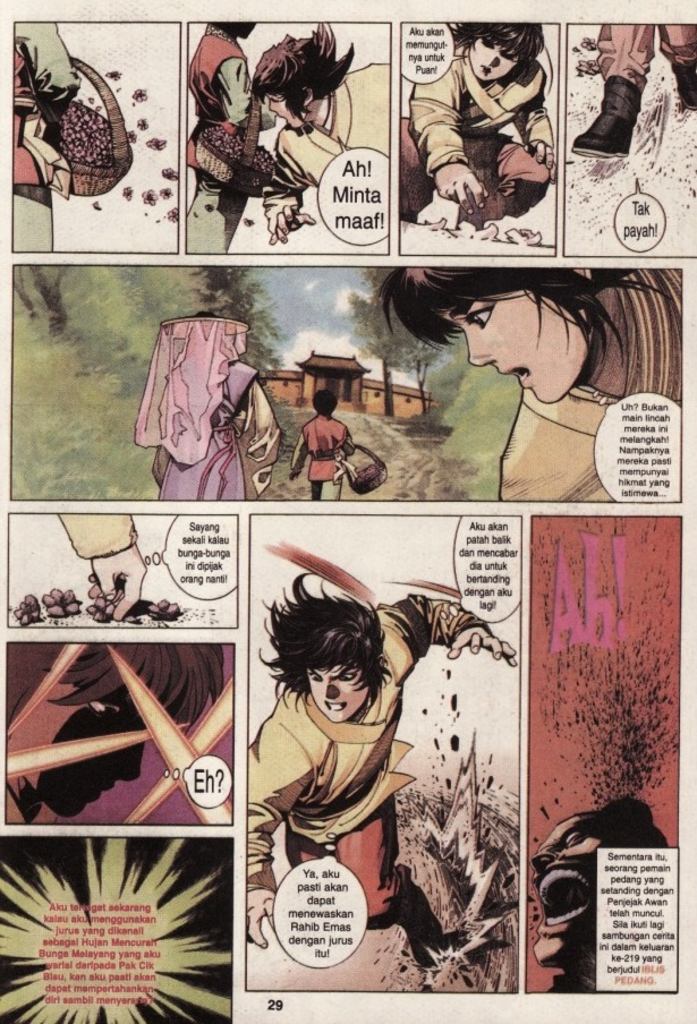 Ah!
Minta
maaf!
Aku akan
memungut-
nya untuk
Puan!
Tak
payah!
Uh? Bukan
main lincah
mereka ini
melangkah!
Nampaknya
mereka pasti
mempunyai
hikmat yang
istimewa...
Sayang
sekali kalau
bunga-bunga
ini dipijak
orang nanti!
Eh?
Aku teringat sekarang
kalau aku menggunakan
jurus yang dikenali
sebagai Hujan Mencurah
Bunga Melayang yang aku
warisi daripada Pak Cik
Biau, kan aku pasti akan
dapat mempertahankan
diri sambil menyerang?
Aku akan
patah balik
dan mencabar
dia untuk
bertanding
dengan aku
lagi!
Ya, aku
pasti akan
dapat
menewaskan
Rahib Emas
dengan jurus
itu!
Ah!
Sementara itu,
seorang pemain
pedang yang
setanding dengan
Penjejak Awan
telah muncul.
Sila ikuti lagi
sambungan cerita
ini dalam keluaran
ke-219 yang
berjudul IBLIS
PEDANG.
29